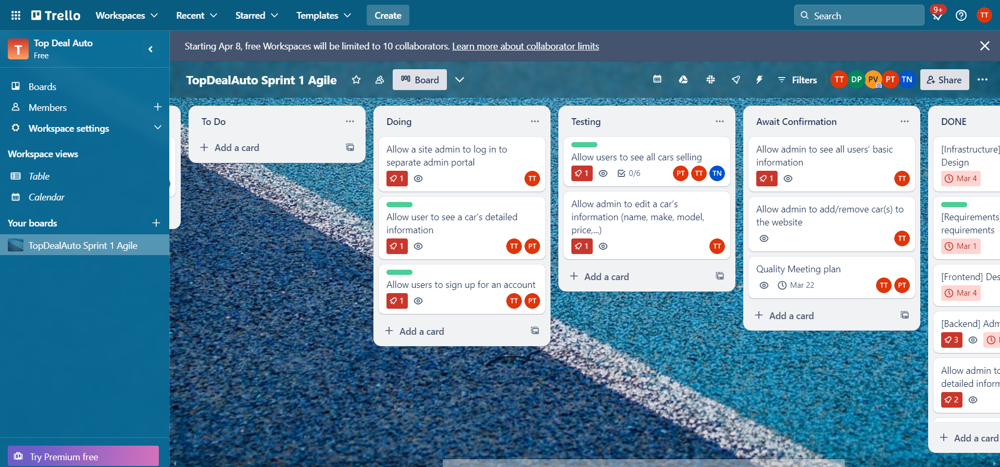 Trello
Workspaces
Recent
Starred
Templates
Create
Search
9+
TT
T
Top Deal Auto
Free
Starting Apr 8, free Workspaces will be limited to 10 collaborators. Learn more about collaborator limits
TopDealAuto Sprint 1 Agile
Board
Filters
TT
DP
PV
PT
TN
Share
Boards
Members
Workspace settings
Workspace views
Table
Calendar
Your boards
TopDealAuto Sprint 1 Agile
Try Premium free
To Do
Add a card
Doing
Allow a site admin to log in to
separate admin portal
1
TT
Allow user to see a car's detailed
information
1
TT
PT
Allow users to sign up for an account
1
TT
PT
Add a card
Testing
Allow users to see all cars selling
1
0/6
PT
TT
TN
Allow admin to edit a car's
information (name, make, model,
price,...)
1
TT
Add a card
Await Confirmation
Allow admin to see all users' basic
information
1
TT
Allow admin to add/remove car(s) to
the website
TT
Quality Meeting plan
Mar 22
TT
PT
Add a card
DONE
[Infrastructure]
Design
Mar 4
[Requirements]
requirements
Mar 1
[Frontend] Des
Mar 4
[Backend] Adm
3
Allow admin to
detailed inform
2
Add a card